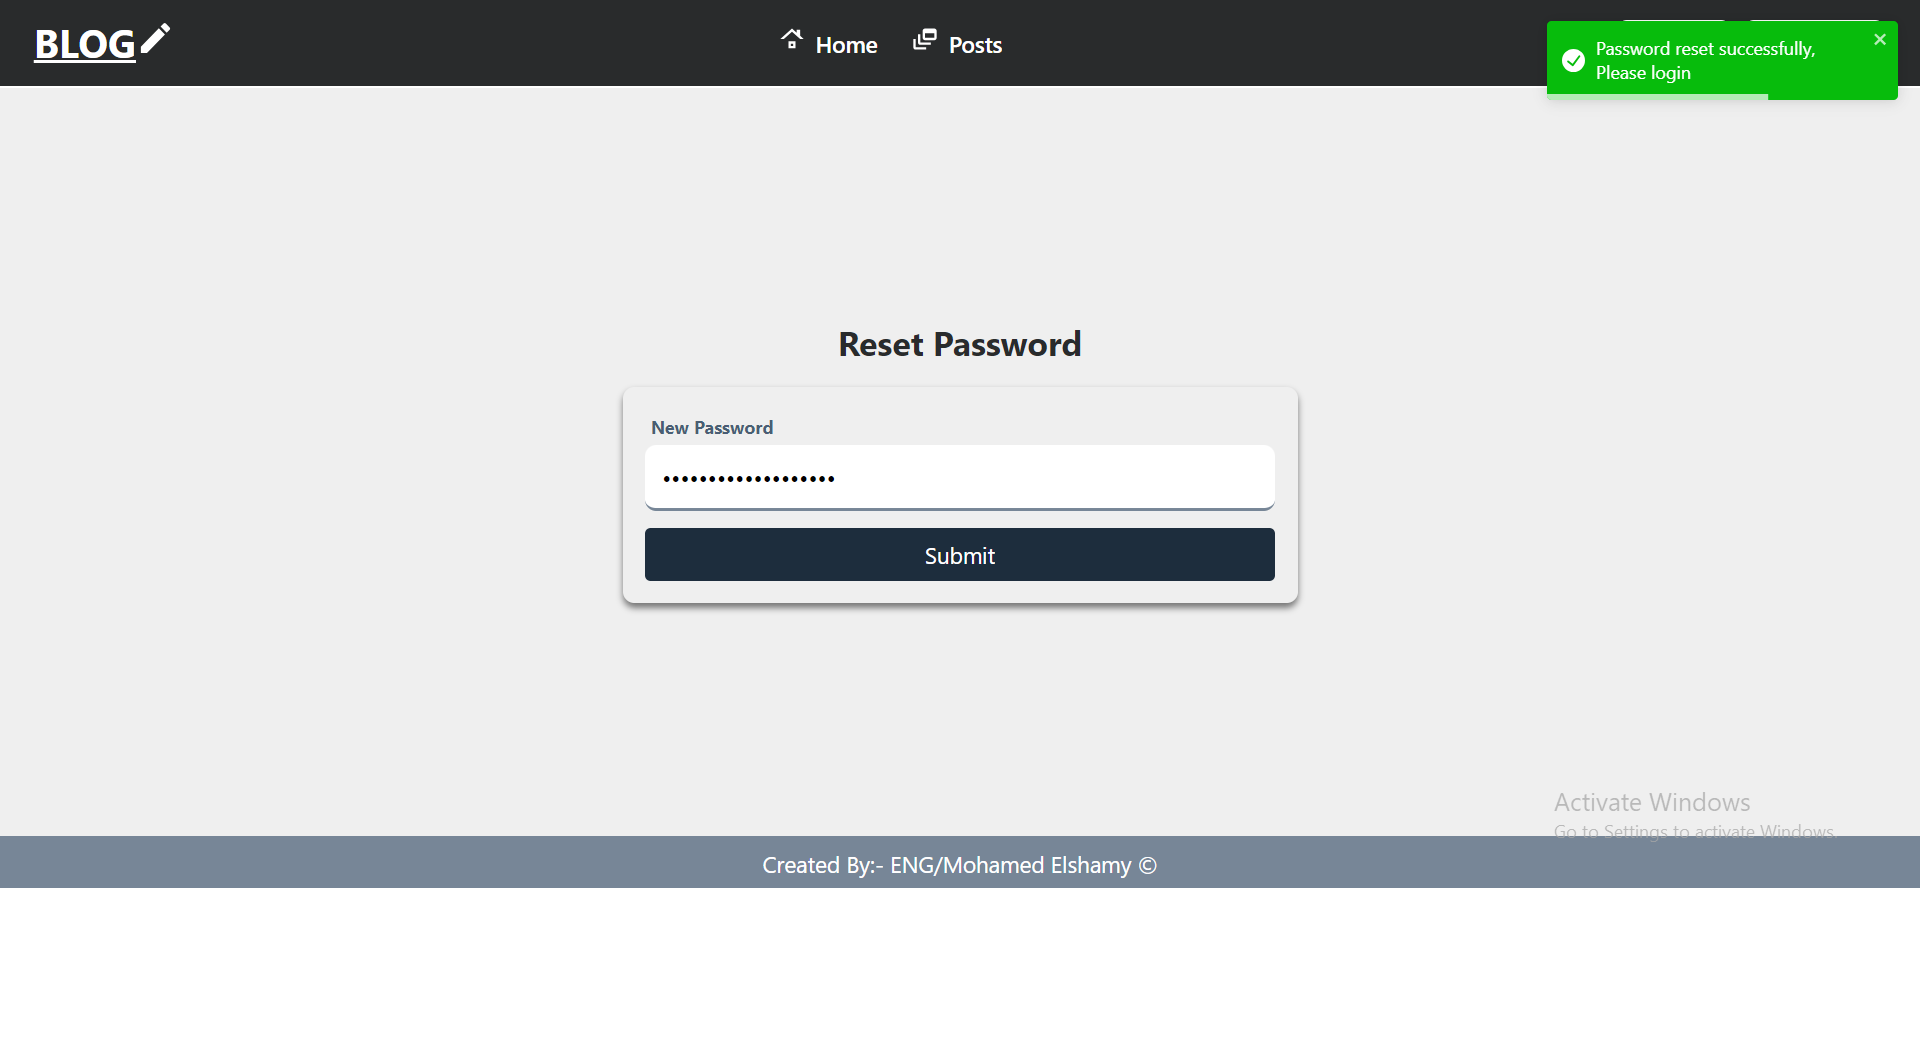 BLOG
Home
Posts
Password reset successfully,
Please login
Reset Password
New Password
•••••••••••••••••••
Submit
Activate Windows
Go to Settings to activate Windows.
Created By:- ENG/Mohamed Elshamy ©